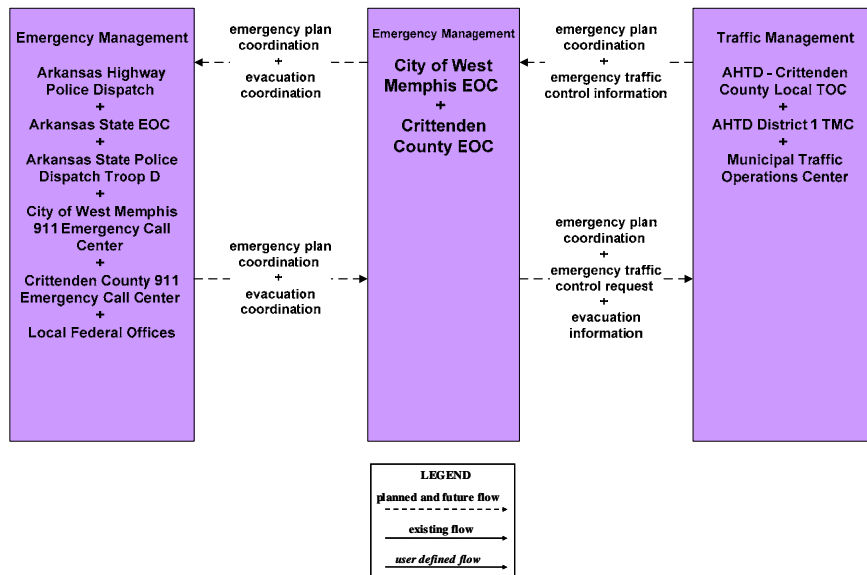 Emergency Management
Arkansas Highway
Police Dispatch
+
Arkansas State EOC
+
Arkansas State Police
Dispatch Troop D
+
City of West Memphis
911 Emergency Call
Center
+
Crittenden County 911
Emergency Call Center
+
Local Federal Offices
emergency plan
coordination
+
evacuation
coordination
emergency plan
coordination
+
evacuation
coordination
Emergency Management
City of West
Memphis EOC
+
Crittenden
County EOC
emergency plan
coordination
+
emergency traffic
control information
emergency plan
coordination
+
emergency traffic
control request
+
evacuation
information
Traffic Management
AHTD - Crittenden
County Local TOC
+
AHTD District 1 TMC
+
Municipal Traffic
Operations Center
LEGEND
planned and future flow
existing flow
user defined flow